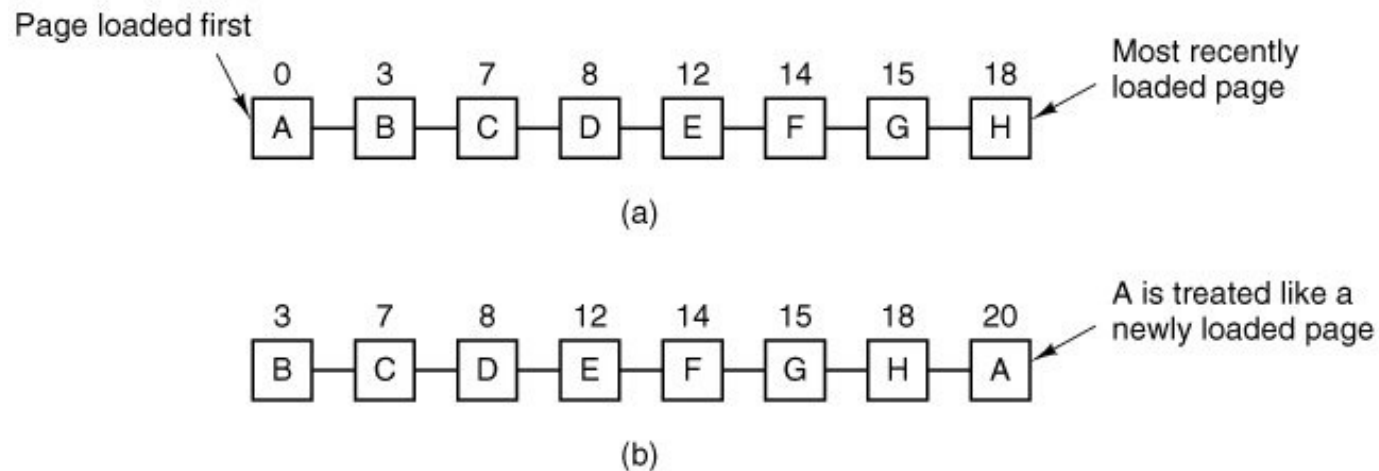 Page loaded first
Most recently
loaded page
0 3 7 8 12 14 15 18
A B C D E F G H
(a)
A is treated like a
newly loaded page
3 7 8 12 14 15 18 20
B C D E F G H A
(b)